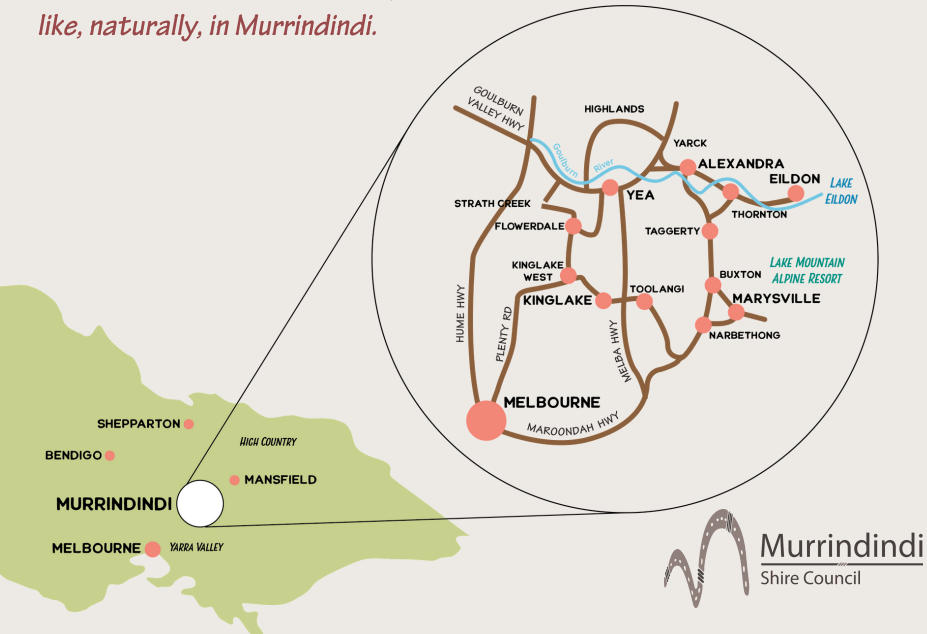 like, naturally, in Murrindindi.
GOULBURN
VALLEY HWY
HIGHLANDS
YARCK
Goulburn
River
ALEXANDRA
EILDON
LAKE
EILDON
YEA
THORNTON
STRATH CREEK
FLOWERDALE
TAGGERTY
KINGLAKE
WEST
LAKE MOUNTAIN
ALPINE RESORT
BUXTON
KINGLAKE
TOOLANGI
MARYSVILLE
NARBETHONG
HUME HWY
PLENTY RD
MELBA HWY
MELBOURNE
MAROONDAH HWY
SHEPPARTON
HIGH COUNTRY
BENDIGO
MANSFIELD
MURRINDINDI
MELBOURNE
YARRA VALLEY
Murrindindi
Shire Council